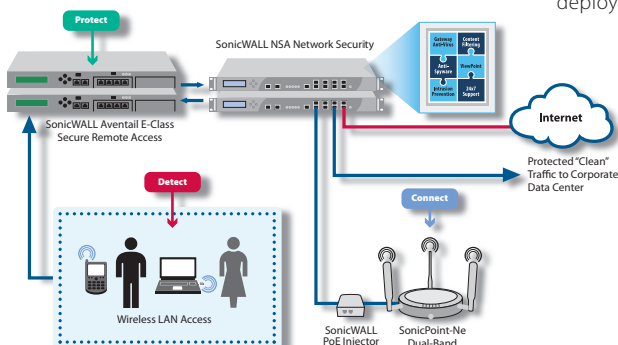 deploy
Protect
SonicWALL NSA Network Security
Gateway
Anti-Virus
Content
Filtering
Anti-
Spyware
ViewPoint
Intrusion
Prevention
24x7
Support
SonicWALL Aventail E-Class
Secure Remote Access
Internet
Protected "Clean"
Traffic to Corporate
Data Center
Detect
Connect
Wireless LAN Access
SonicWALL
PoE Injector
SonicPoint-Ne
Dual-Band